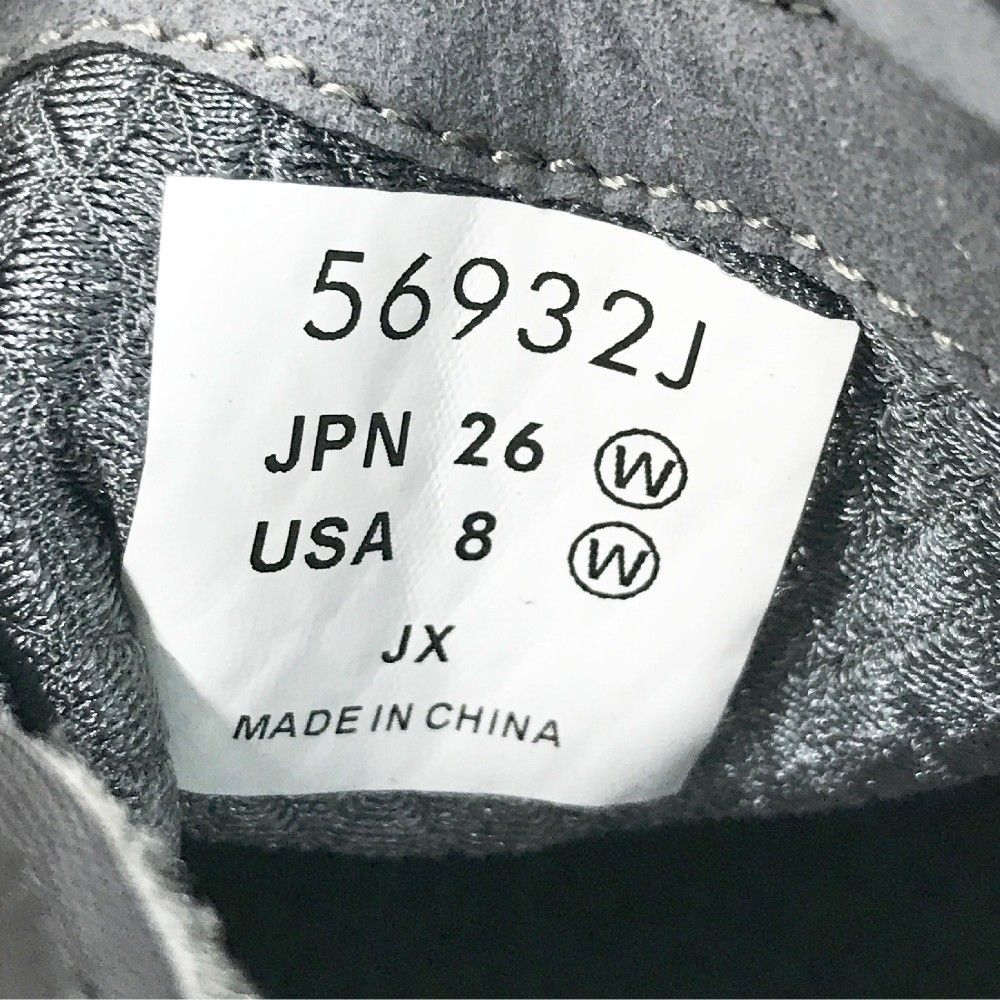 56932J
JPN 26 Ⓦ
USA 8 Ⓦ
JX
MADE IN CHINA